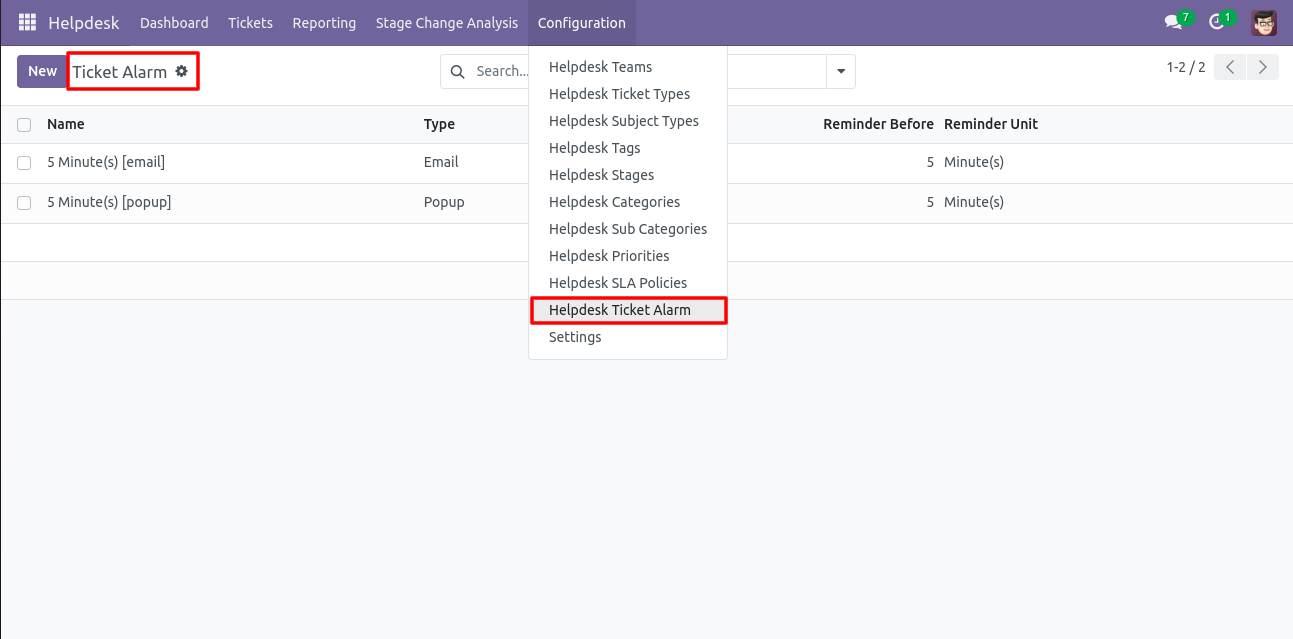 Helpdesk Dashboard Tickets Reporting Stage Change Analysis Configuration 7 1
New Ticket Alarm Search... 1-2 / 2
Helpdesk Teams
Helpdesk Ticket Types
Helpdesk Subject Types
Helpdesk Tags
Helpdesk Stages
Helpdesk Categories
Helpdesk Sub Categories
Helpdesk Priorities
Helpdesk SLA Policies
Helpdesk Ticket Alarm
Settings
Name Type Reminder Before Reminder Unit
5 Minute(s) [email] Email 5 Minute(s)
5 Minute(s) [popup] Popup 5 Minute(s)